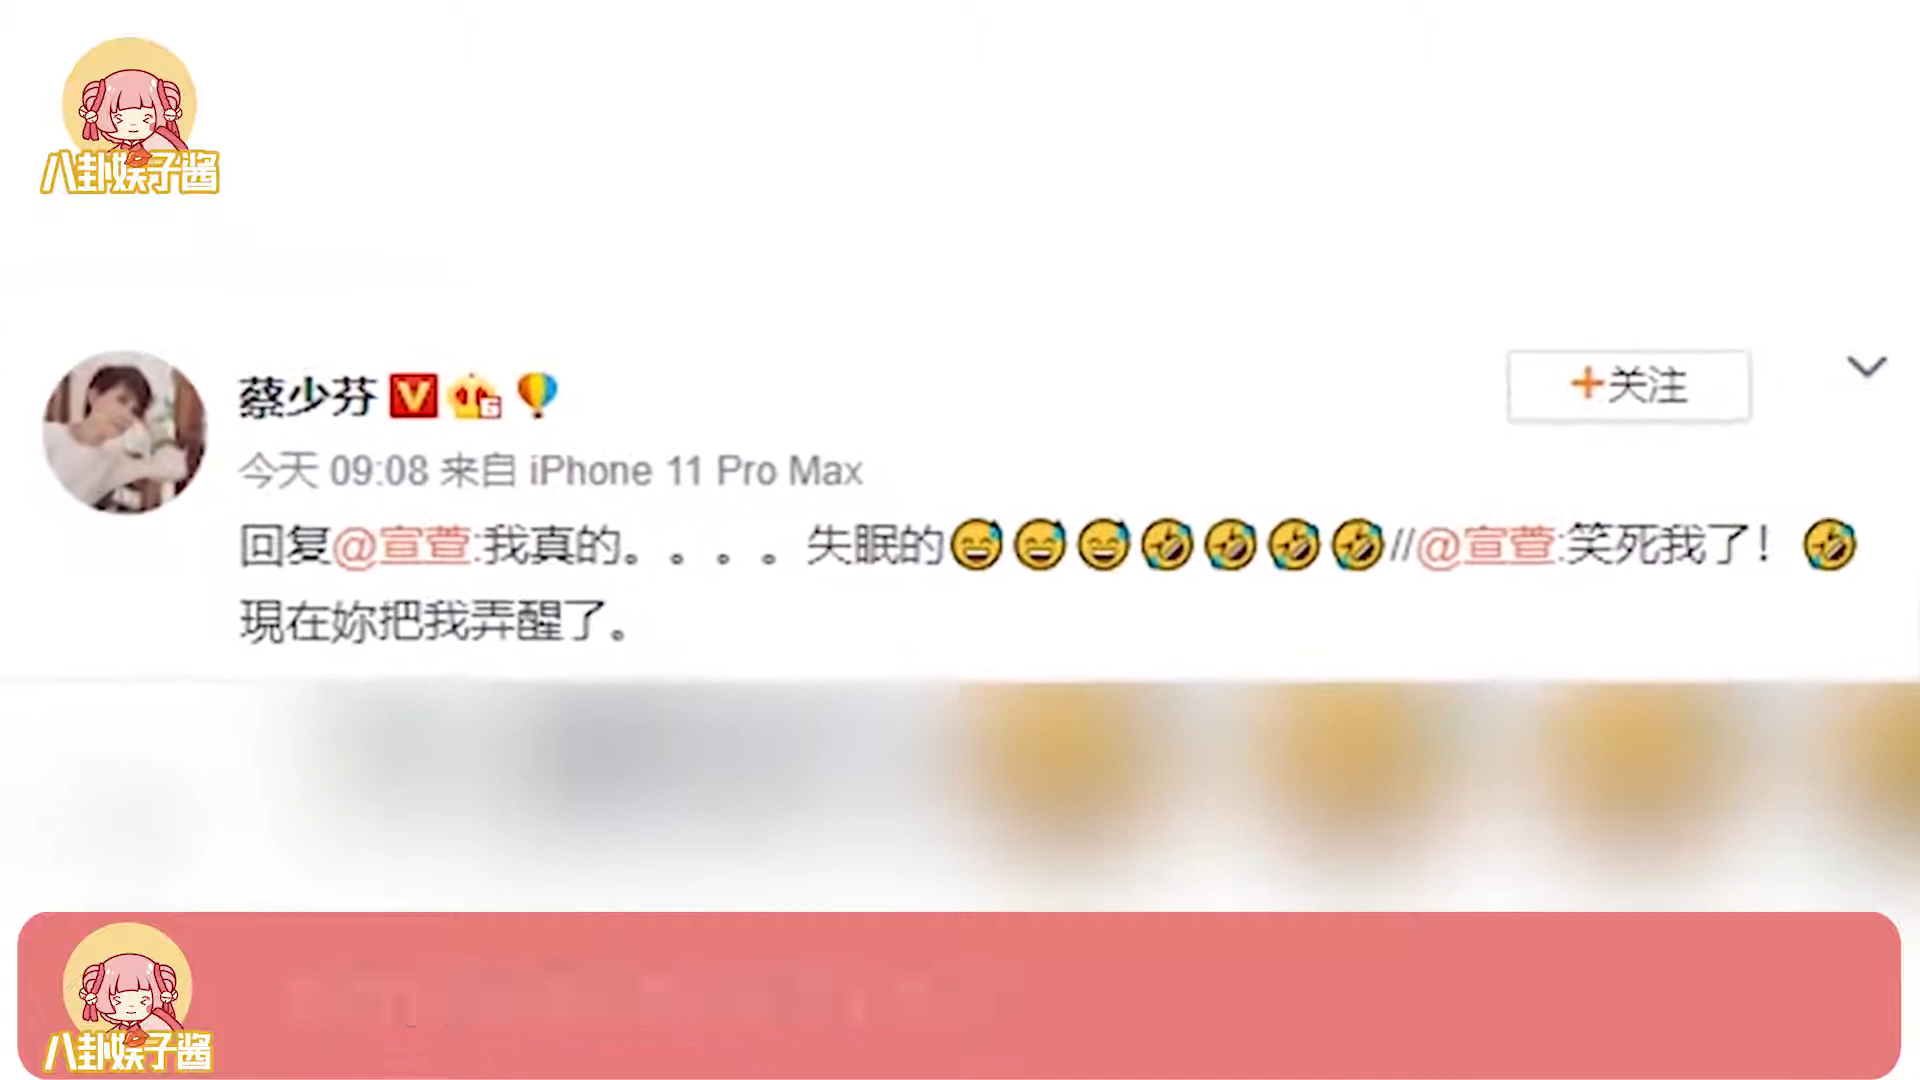 八卦娱子酱
蔡少芬
+关注
今天 09:08 来自 iPhone 11 Pro Max
回复@宣萱:我真的。。。。失眠的😅😅😅🤣🤣🤣🤣//@宣萱:笑死我了！🤣
現在妳把我弄醒了。
八卦娱子酱